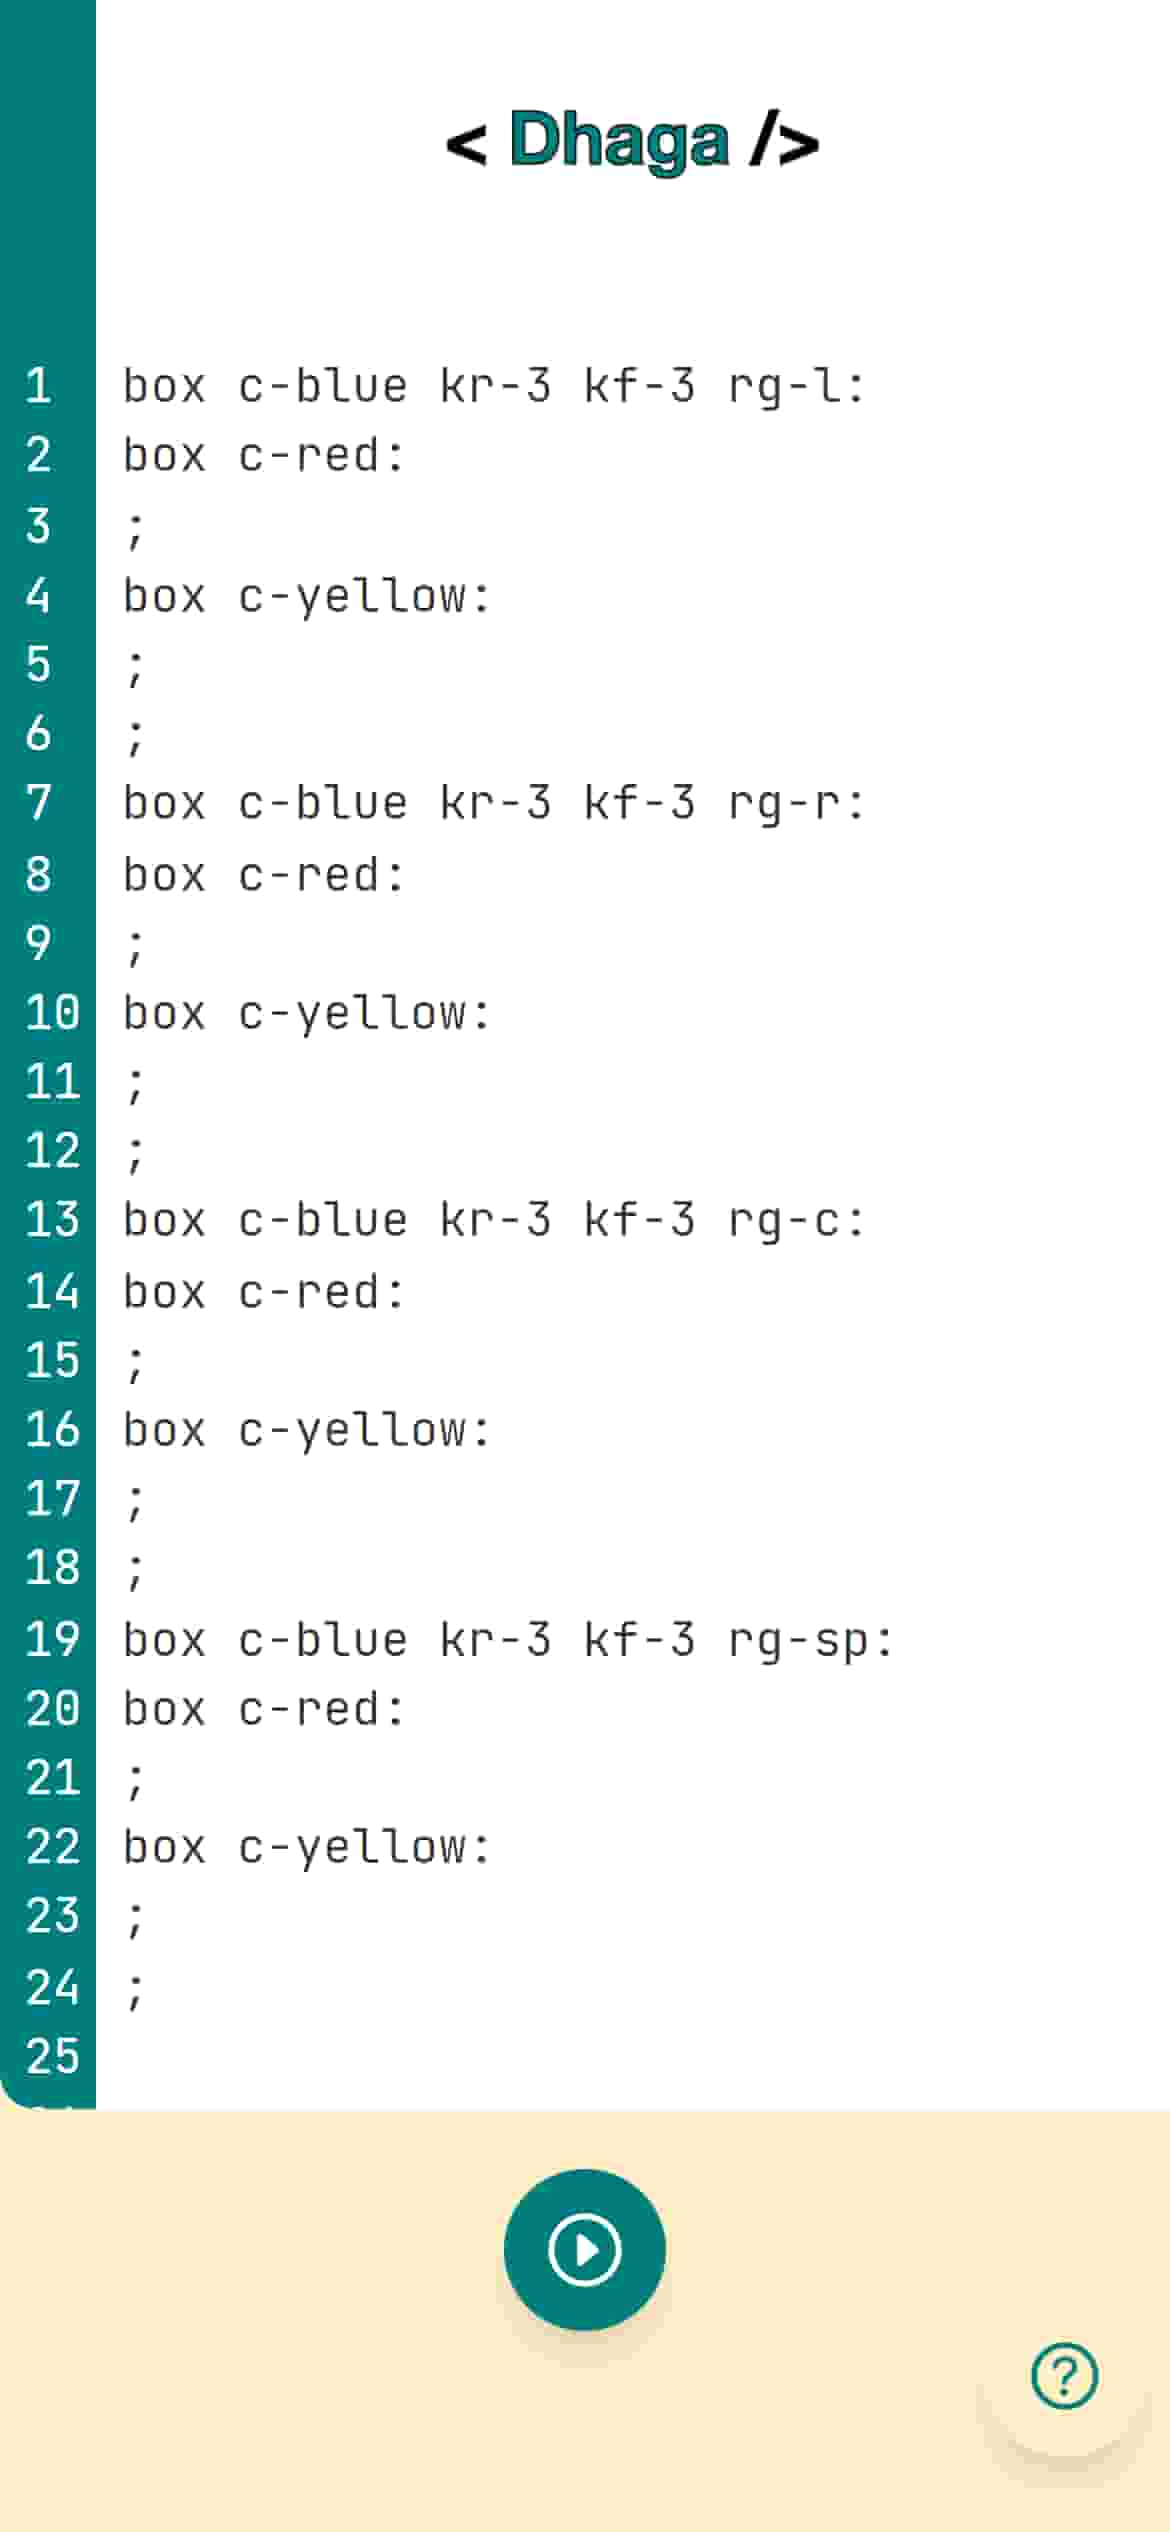 < Dhaga />
1 box c-blue kr-3 kf-3 rg-l:
2 box c-red:
3 ;
4 box c-yellow:
5 ;
6 ;
7 box c-blue kr-3 kf-3 rg-r:
8 box c-red:
9 ;
10 box c-yellow:
11 ;
12 ;
13 box c-blue kr-3 kf-3 rg-c:
14 box c-red:
15 ;
16 box c-yellow:
17 ;
18 ;
19 box c-blue kr-3 kf-3 rg-sp:
20 box c-red:
21 ;
22 box c-yellow:
23 ;
24 ;
25
?